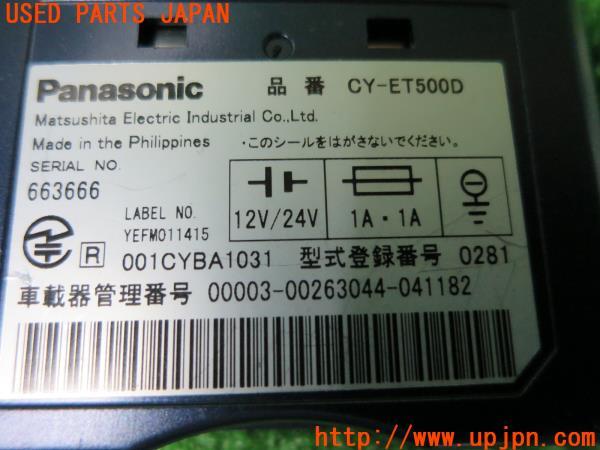 USED PARTS JAPAN
Panasonic 品番 CY-ET500D
Matsushita Electric Industrial Co.,Ltd.
Made in the Philippines ・このシールをはがさないでください。
SERIAL NO.
663666
LABEL NO.
YEFM011415
12V/24V 1A・1A
R 001CYBA1031 型式登録番号 0281
車載器管理番号 00003-00263044-041182
USED PARTS JAPAN
www.upjpn.com